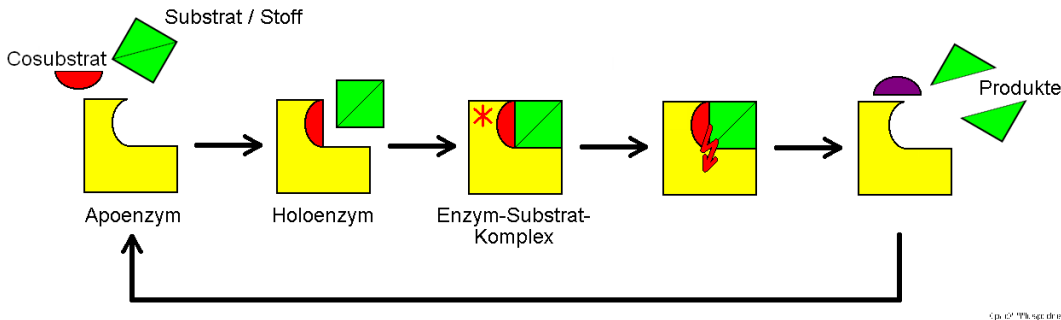 Substrat / Stoff
Cosubstrat
Produkte
Apoenzym
Holoenzym
Enzym-Substrat-
Komplex